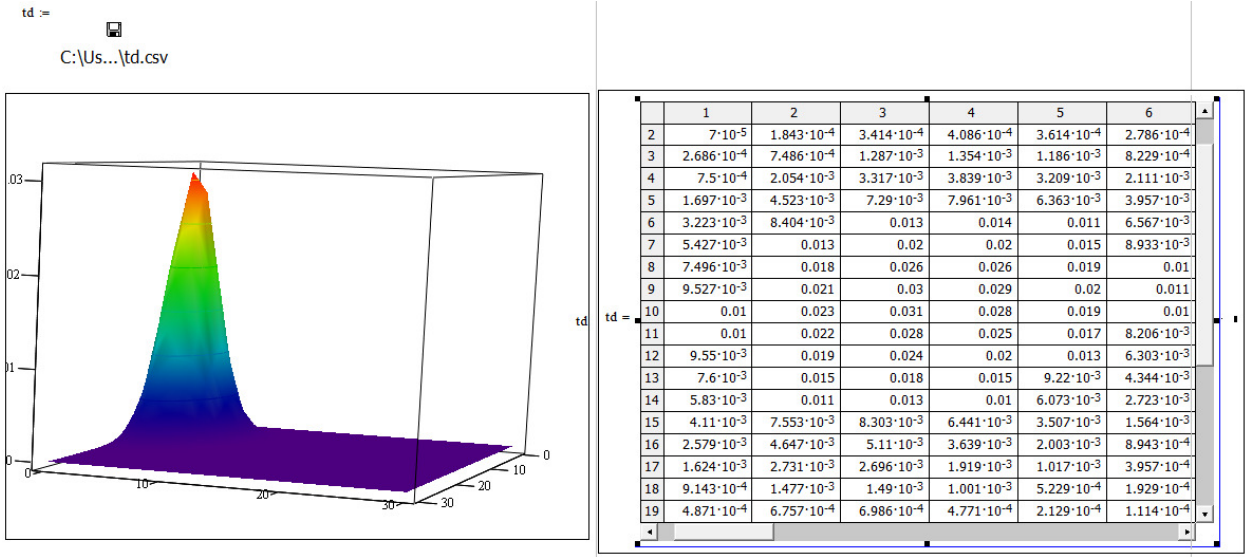 td :=
C:\Us...\td.csv
.03
02
01
0
0
10
20
30
30
20
10
0
td
td =
1 2 3 4 5 6
2 7·10-5 1.843·10-4 3.414·10-4 4.086·10-4 3.614·10-4 2.786·10-4
3 2.686·10-4 7.486·10-4 1.287·10-3 1.354·10-3 1.186·10-3 8.229·10-4
4 7.5·10-4 2.054·10-3 3.317·10-3 3.839·10-3 3.209·10-3 2.111·10-3
5 1.697·10-3 4.523·10-3 7.29·10-3 7.961·10-3 6.363·10-3 3.957·10-3
6 3.223·10-3 8.404·10-3 0.013 0.014 0.011 6.567·10-3
7 5.427·10-3 0.013 0.02 0.02 0.015 8.933·10-3
8 7.496·10-3 0.018 0.026 0.026 0.019 0.01
9 9.527·10-3 0.021 0.03 0.029 0.02 0.011
10 0.01 0.023 0.031 0.028 0.019 0.01
11 0.01 0.022 0.028 0.025 0.017 8.206·10-3
12 9.55·10-3 0.019 0.024 0.02 0.013 6.303·10-3
13 7.6·10-3 0.015 0.018 0.015 9.22·10-3 4.344·10-3
14 5.83·10-3 0.011 0.013 0.01 6.073·10-3 2.723·10-3
15 4.11·10-3 7.553·10-3 8.303·10-3 6.441·10-3 3.507·10-3 1.564·10-3
16 2.579·10-3 4.647·10-3 5.11·10-3 3.639·10-3 2.003·10-3 8.943·10-4
17 1.624·10-3 2.731·10-3 2.696·10-3 1.919·10-3 1.017·10-3 3.957·10-4
18 9.143·10-4 1.477·10-3 1.49·10-3 1.001·10-3 5.229·10-4 1.929·10-4
19 4.871·10-4 6.757·10-4 6.986·10-4 4.771·10-4 2.129·10-4 1.114·10-4